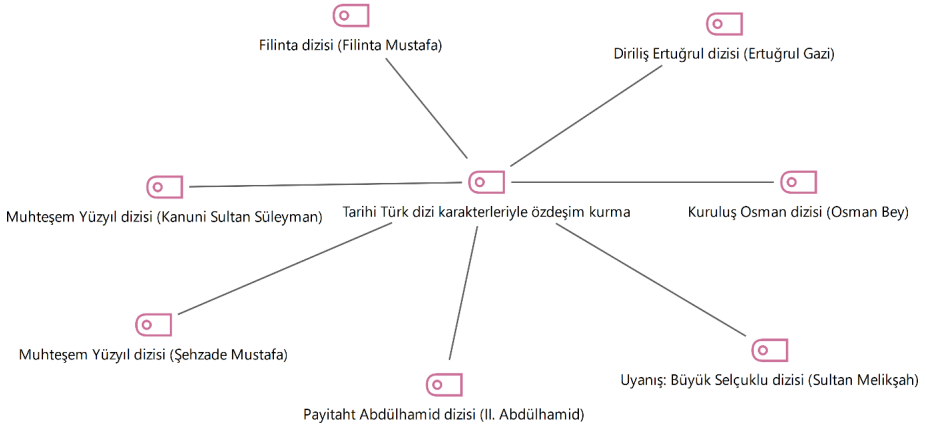 Filinta dizisi (Filinta Mustafa)
Diriliş Ertuğrul dizisi (Ertuğrul Gazi)
Muhteşem Yüzyıl dizisi (Kanuni Sultan Süleyman)
Tarihi Türk dizi karakterleriyle özdeşim kurma
Kuruluş Osman dizisi (Osman Bey)
Muhteşem Yüzyıl dizisi (Şehzade Mustafa)
Uyanış: Büyük Selçuklu dizisi (Sultan Melikşah)
Payitaht Abdülhamid dizisi (II. Abdülhamid)